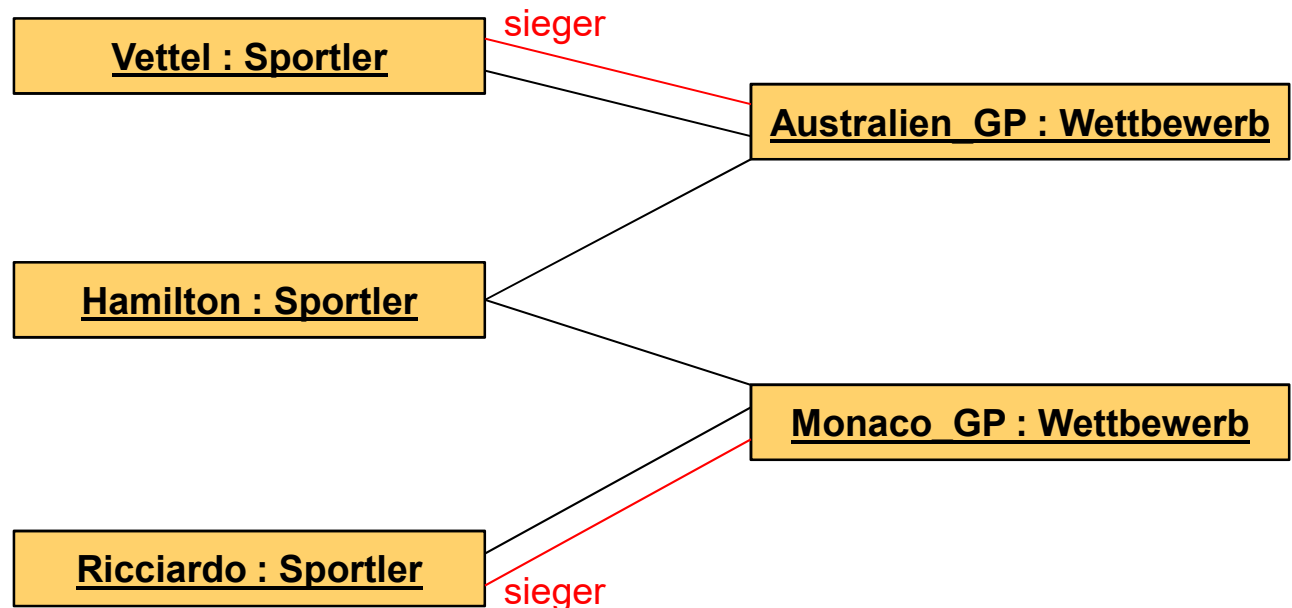 sieger
Vettel : Sportler
Australien_GP : Wettbewerb
Hamilton : Sportler
Monaco_GP : Wettbewerb
Ricciardo : Sportler
sieger